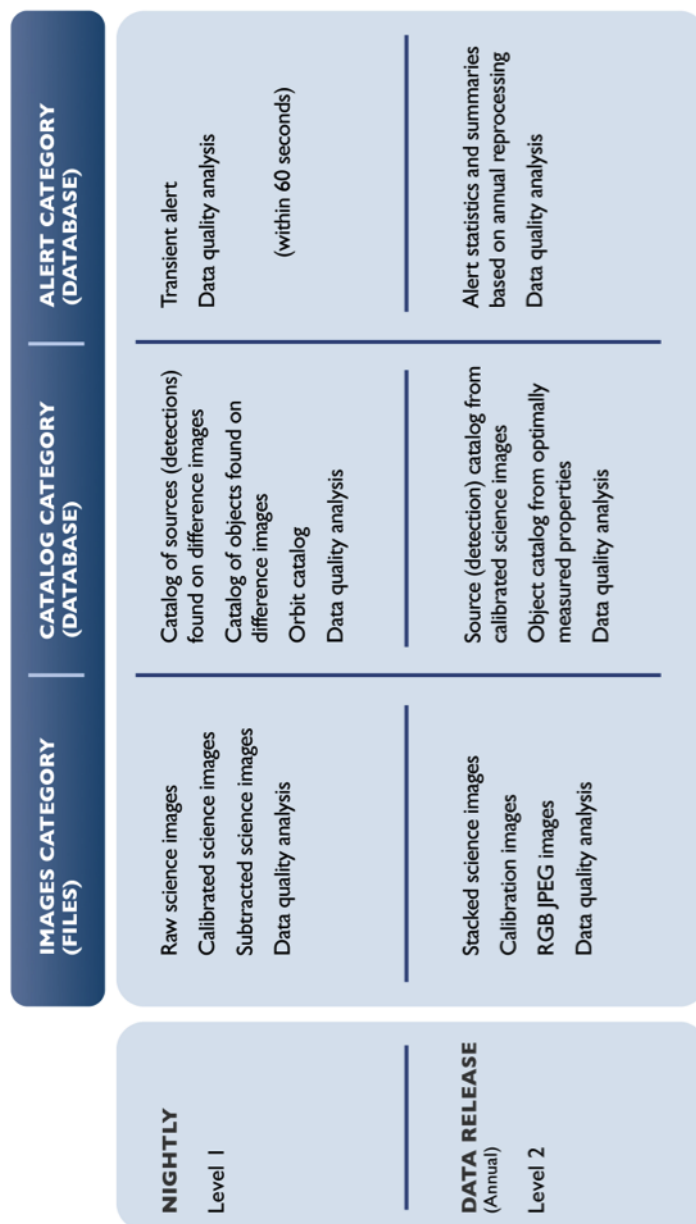 IMAGES CATEGORY
(FILES)
CATALOG CATEGORY
(DATABASE)
ALERT CATEGORY
(DATABASE)
NIGHTLY
Level 1
Raw science images
Calibrated science images
Subtracted science images
Data quality analysis
Catalog of sources (detections)
found on difference images
Catalog of objects found on
difference images
Orbit catalog
Data quality analysis
Transient alert
Data quality analysis
(within 60 seconds)
DATA RELEASE
(Annual)
Level 2
Stacked science images
Calibration images
RGB JPEG images
Data quality analysis
Source (detection) catalog from
calibrated science images
Object catalog from optimally
measured properties
Data quality analysis
Alert statistics and summaries
based on annual reprocessing
Data quality analysis